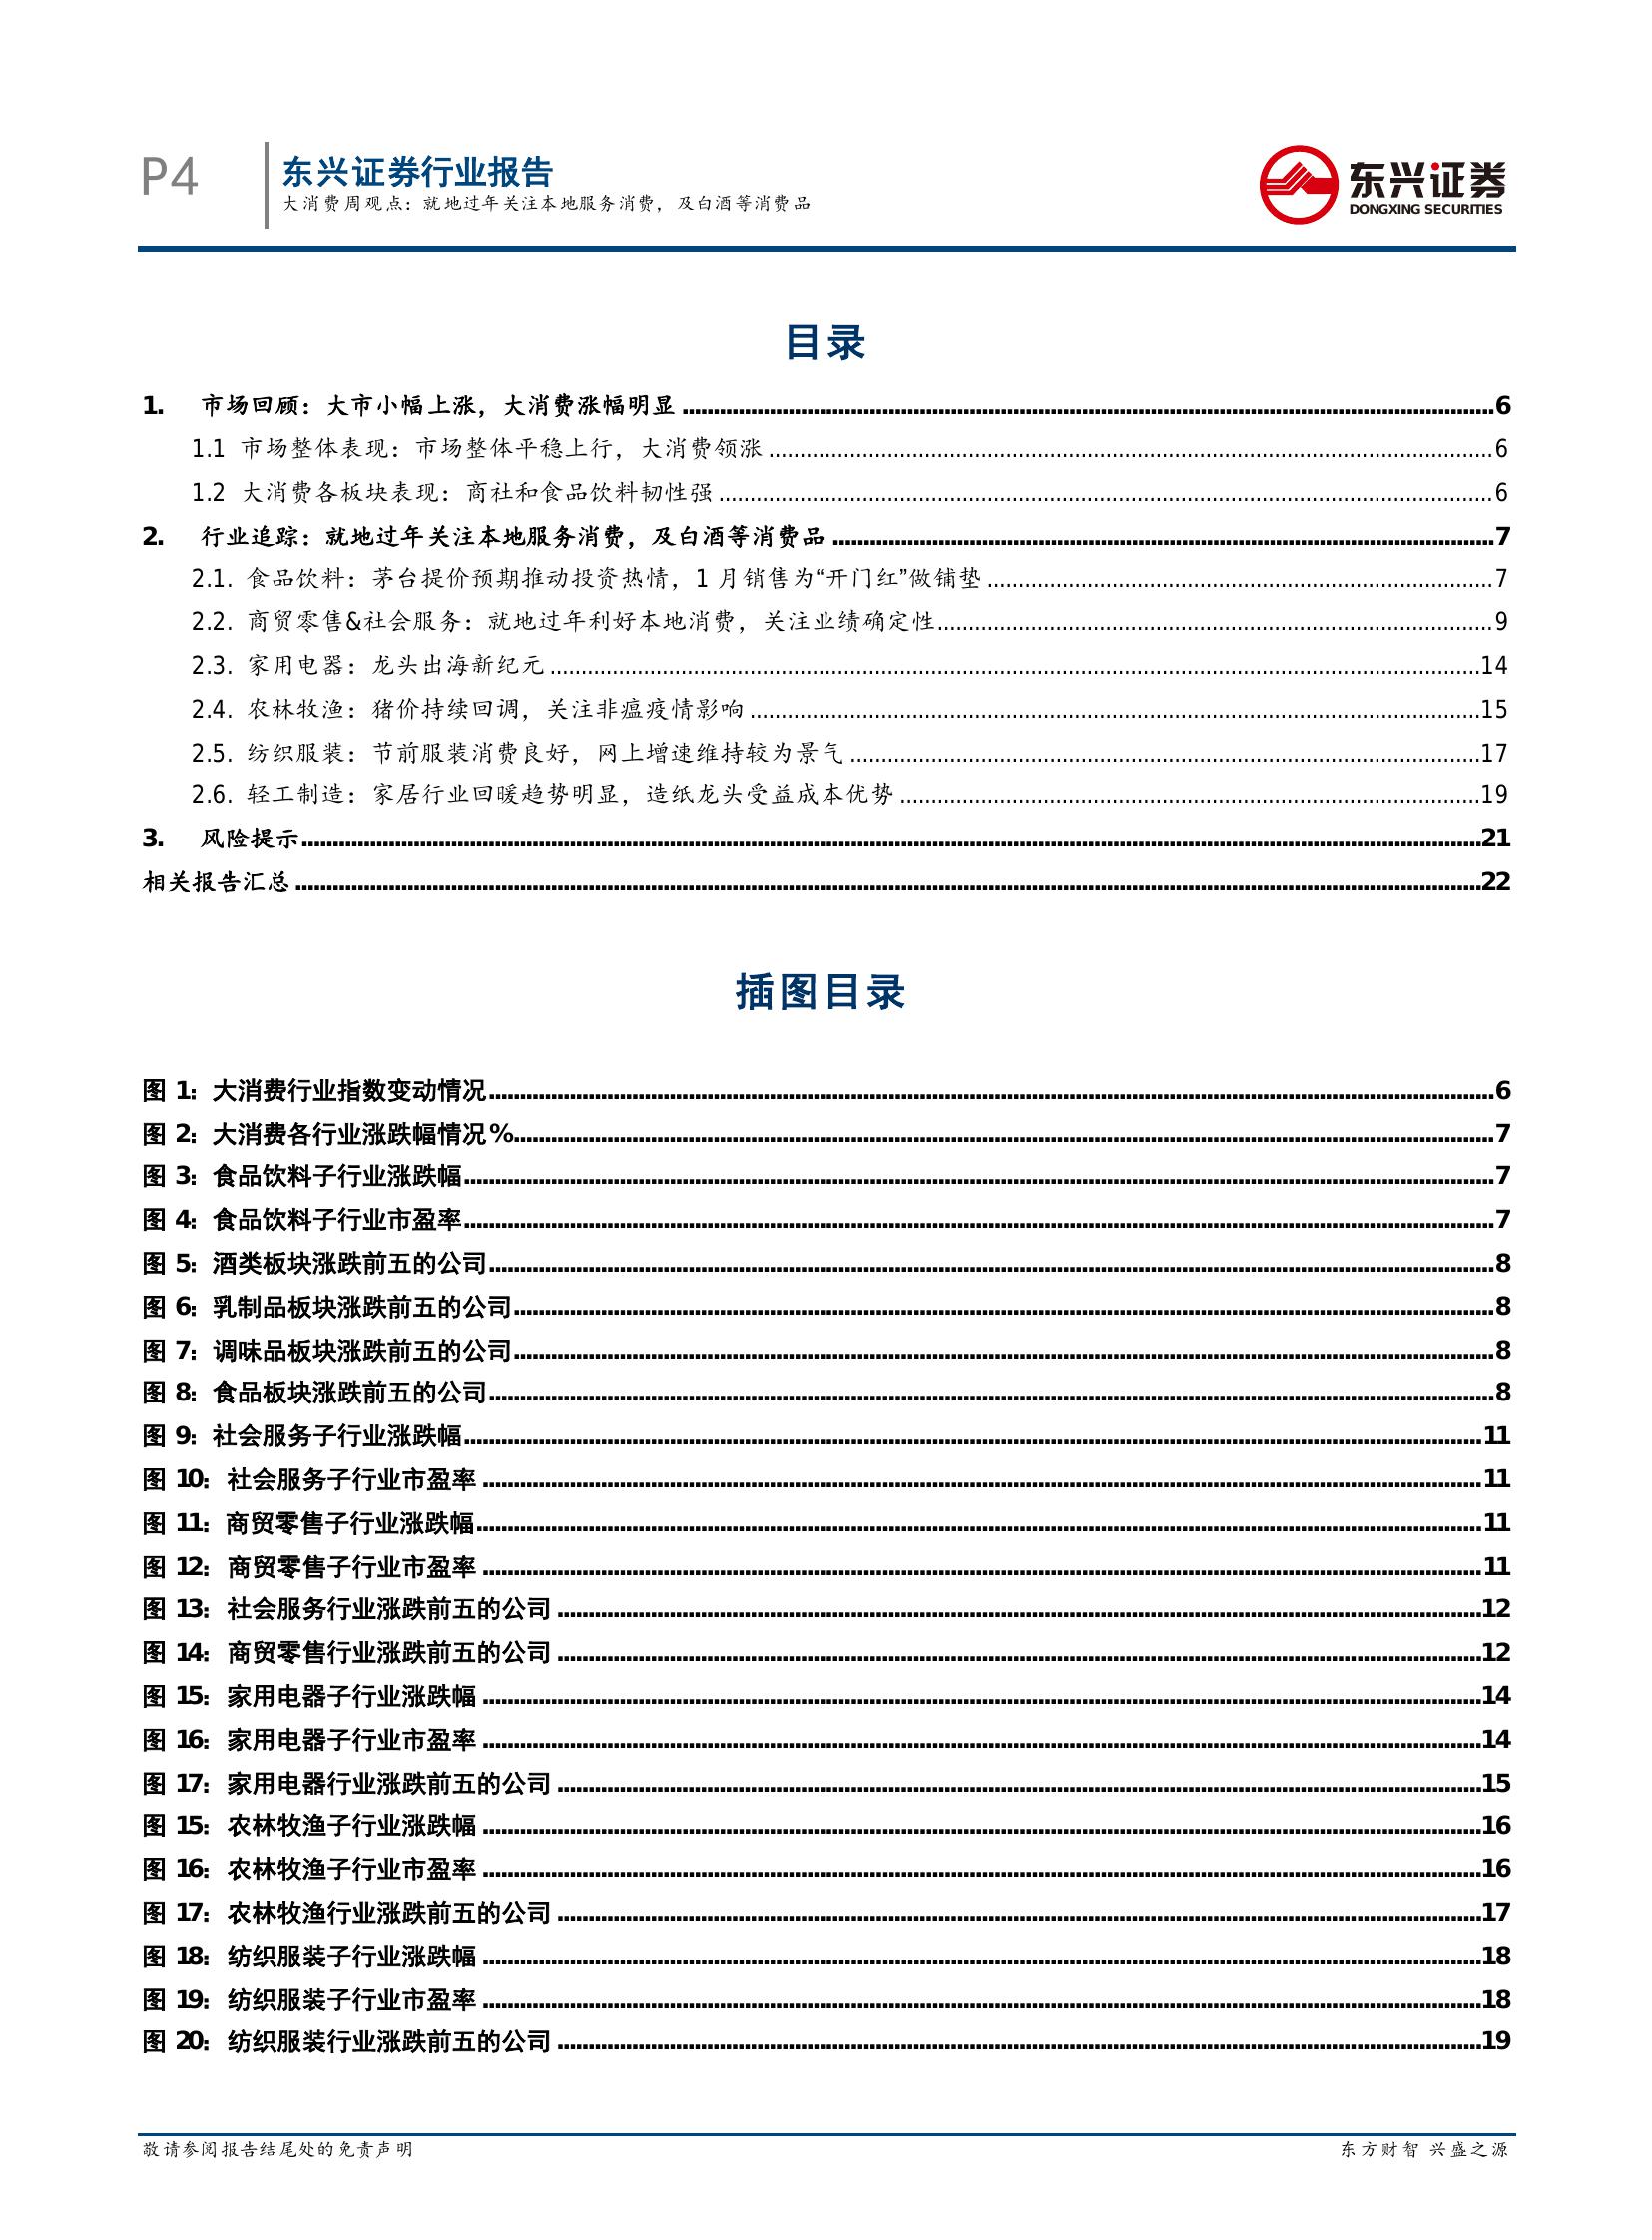 P4
东兴证券行业报告
大消费周观点：就地过年关注本地服务消费，及白酒等消费品
东兴证券
DONGXING SECURITIES
目录
1. 市场回顾：大市小幅上涨，大消费涨幅明显 6
1.1 市场整体表现：市场整体平稳上行，大消费领涨 6
1.2 大消费各板块表现：商社和食品饮料韧性强 6
2. 行业追踪：就地过年关注本地服务消费，及白酒等消费品 7
2.1. 食品饮料：茅台提价预期推动投资热情，1 月销售为“开门红”做铺垫 7
2.2. 商贸零售&社会服务：就地过年利好本地消费，关注业绩确定性 9
2.3. 家用电器：龙头出海新纪元 14
2.4. 农林牧渔：猪价持续回调，关注非瘟疫情影响 15
2.5. 纺织服装：节前服装消费良好，网上增速维持较为景气 17
2.6. 轻工制造：家居行业回暖趋势明显，造纸龙头受益成本优势 19
3. 风险提示 21
相关报告汇总 22
插图目录
图 1：大消费行业指数变动情况 6
图 2：大消费各行业涨跌幅情况% 7
图 3：食品饮料子行业涨跌幅 7
图 4：食品饮料子行业市盈率 7
图 5：酒类板块涨跌前五的公司 8
图 6：乳制品板块涨跌前五的公司 8
图 7：调味品板块涨跌前五的公司 8
图 8：食品板块涨跌前五的公司 8
图 9：社会服务子行业涨跌幅 11
图 10：社会服务子行业市盈率 11
图 11：商贸零售子行业涨跌幅 11
图 12：商贸零售子行业市盈率 11
图 13：社会服务行业涨跌前五的公司 12
图 14：商贸零售行业涨跌前五的公司 12
图 15：家用电器子行业涨跌幅 14
图 16：家用电器子行业市盈率 14
图 17：家用电器行业涨跌前五的公司 15
图 15：农林牧渔子行业涨跌幅 16
图 16：农林牧渔子行业市盈率 16
图 17：农林牧渔行业涨跌前五的公司 17
图 18：纺织服装子行业涨跌幅 18
图 19：纺织服装子行业市盈率 18
图 20：纺织服装行业涨跌前五的公司 19
敬请参阅报告结尾处的免责声明
东方财智 兴盛之源